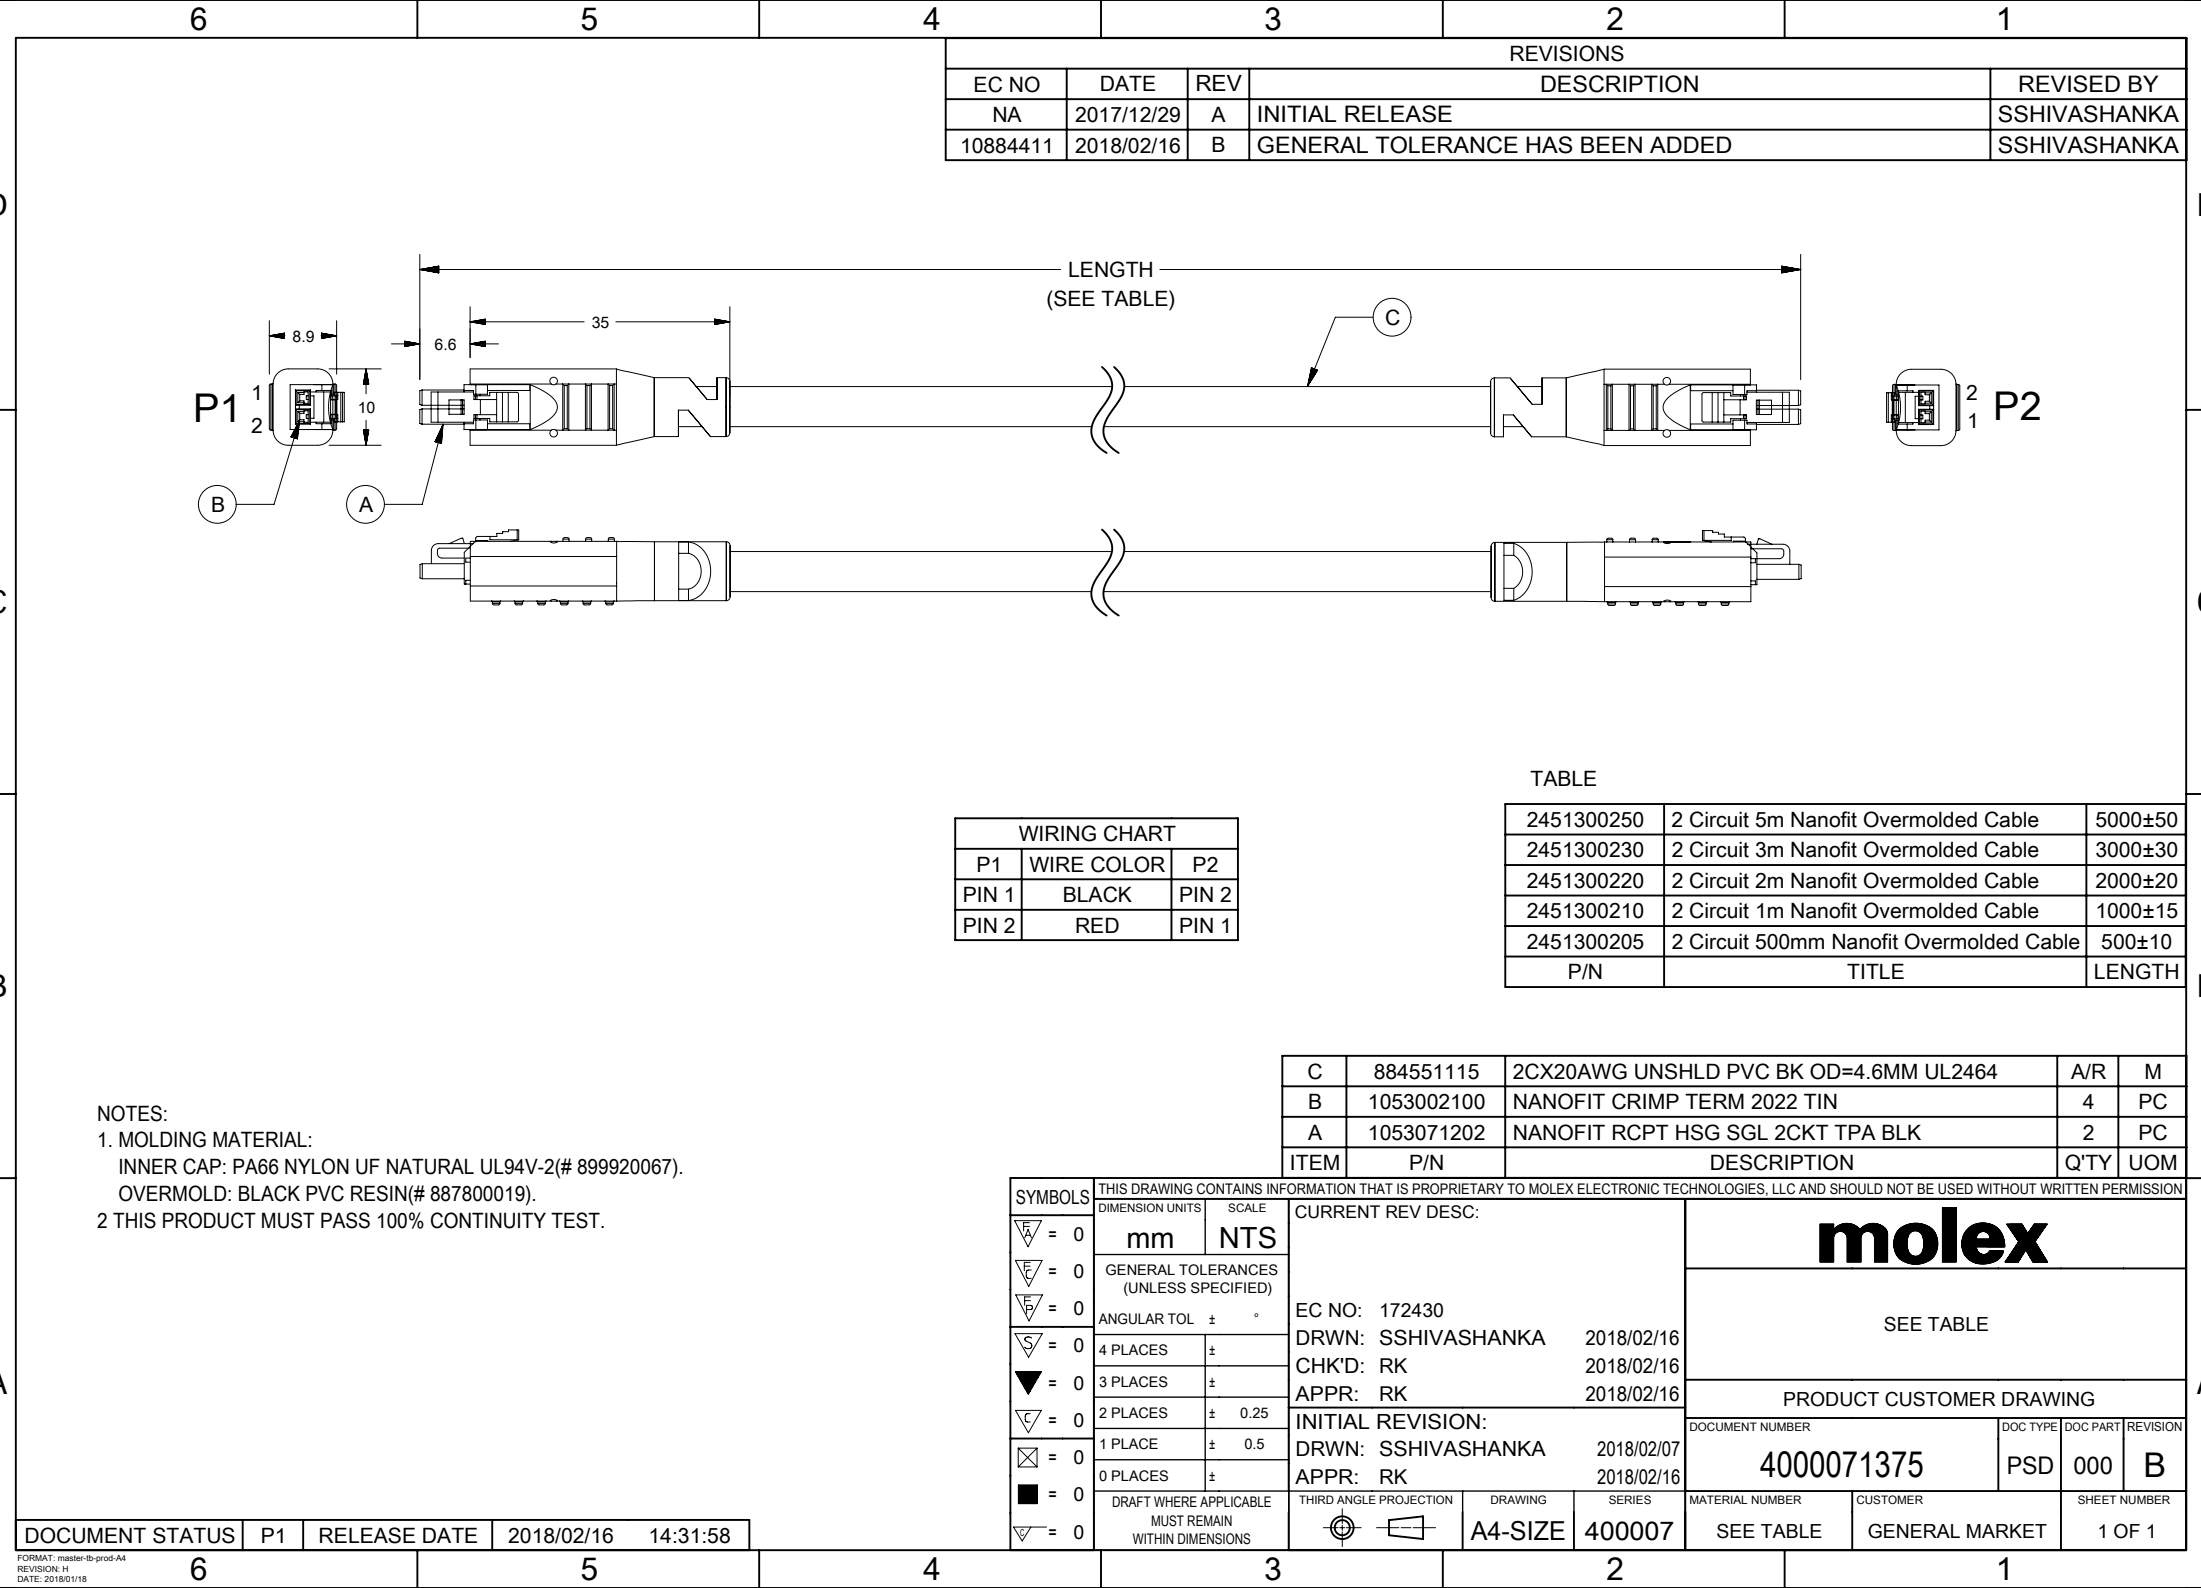 6 5 4 3 2 1
REVISIONS
EC NO DATE REV DESCRIPTION REVISED BY
NA 2017/12/29 A INITIAL RELEASE SSHIVASHANKA
10884411 2018/02/16 B GENERAL TOLERANCE HAS BEEN ADDED SSHIVASHANKA
LENGTH
(SEE TABLE)
35
C
8.9
6.6
P1
1
2
10
2
1
P2
B
A
TABLE
2451300250 2 Circuit 5m Nanofit Overmolded Cable 5000±50
2451300230 2 Circuit 3m Nanofit Overmolded Cable 3000±30
2451300220 2 Circuit 2m Nanofit Overmolded Cable 2000±20
2451300210 2 Circuit 1m Nanofit Overmolded Cable 1000±15
2451300205 2 Circuit 500mm Nanofit Overmolded Cable 500±10
P/N TITLE LENGTH
WIRING CHART
P1 WIRE COLOR P2
PIN 1 BLACK PIN 2
PIN 2 RED PIN 1
C 884551115 2CX20AWG UNSHLD PVC BK OD=4.6MM UL2464 A/R M
B 1053002100 NANOFIT CRIMP TERM 2022 TIN 4 PC
A 1053071202 NANOFIT RCPT HSG SGL 2CKT TPA BLK 2 PC
ITEM P/N DESCRIPTION Q'TY UOM
NOTES:
1. MOLDING MATERIAL:
INNER CAP: PA66 NYLON UF NATURAL UL94V-2(# 899920067).
OVERMOLD: BLACK PVC RESIN(# 887800019).
2 THIS PRODUCT MUST PASS 100% CONTINUITY TEST.
THIS DRAWING CONTAINS INFORMATION THAT IS PROPRIETARY TO MOLEX ELECTRONIC TECHNOLOGIES, LLC AND SHOULD NOT BE USED WITHOUT WRITTEN PERMISSION
SYMBOLS
F A = 0
F C = 0
F P = 0
S = 0
= 0
C = 0
= 0
= 0
C = 0
DIMENSION UNITS SCALE
mm NTS
GENERAL TOLERANCES
(UNLESS SPECIFIED)
ANGULAR TOL ± °
4 PLACES ±
3 PLACES ±
2 PLACES ± 0.25
1 PLACE ± 0.5
0 PLACES ±
DRAFT WHERE APPLICABLE
MUST REMAIN
WITHIN DIMENSIONS
CURRENT REV DESC:
EC NO: 172430
DRWN: SSHIVASHANKA 2018/02/16
CHK'D: RK 2018/02/16
APPR: RK 2018/02/16
INITIAL REVISION:
DRWN: SSHIVASHANKA 2018/02/07
APPR: RK 2018/02/16
THIRD ANGLE PROJECTION DRAWING SERIES
A4-SIZE 400007
molex
SEE TABLE
PRODUCT CUSTOMER DRAWING
DOCUMENT NUMBER DOC TYPE DOC PART REVISION
4000071375 PSD 000 B
MATERIAL NUMBER CUSTOMER SHEET NUMBER
SEE TABLE GENERAL MARKET 1 OF 1
DOCUMENT STATUS P1 RELEASE DATE 2018/02/16 14:31:58
FORMAT: master-tb-prod-A4
REVISION: H
DATE: 2018/01/18
6 5 4 3 2 1